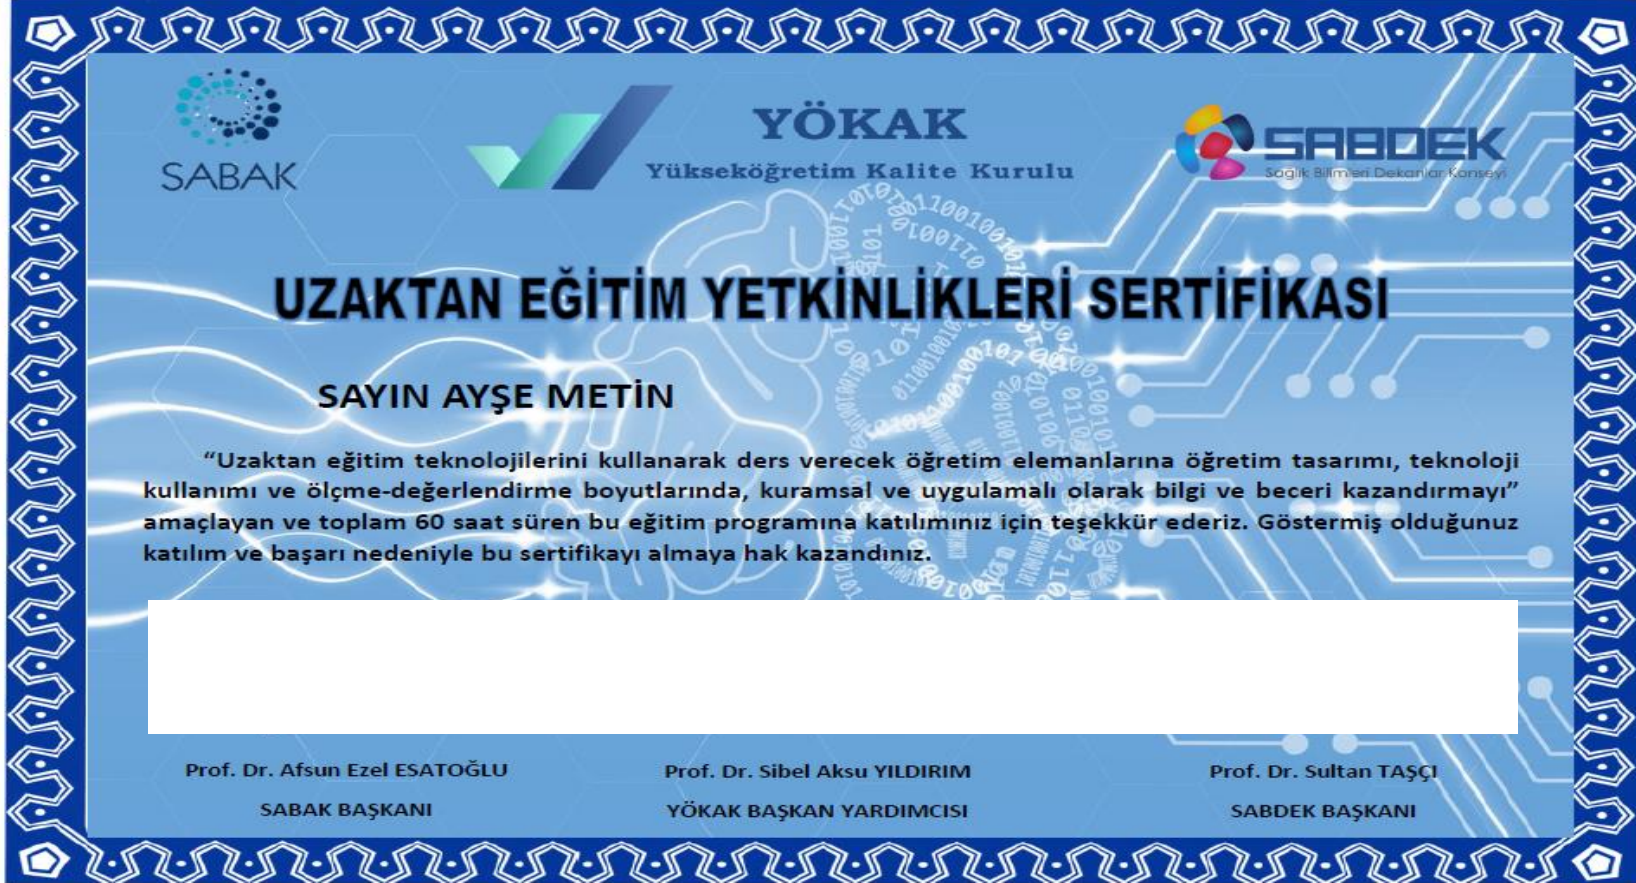 SABAK
YÖKAK
Yükseköğretim Kalite Kurulu
SABDEK
Sağlık Bilimleri Dekanlar Konseyi
UZAKTAN EĞİTİM YETKİNLİKLERİ SERTİFİKASI
SAYIN AYŞE METİN
“Uzaktan eğitim teknolojilerini kullanarak ders verecek öğretim elemanlarına öğretim tasarımı, teknoloji
kullanımı ve ölçme-değerlendirme boyutlarında, kuramsal ve uygulamalı olarak bilgi ve beceri kazandırmayı”
amaçlayan ve toplam 60 saat süren bu eğitim programına katılımınız için teşekkür ederiz. Göstermiş olduğunuz
katılım ve başarı nedeniyle bu sertifikayı almaya hak kazandınız.
Prof. Dr. Afsun Ezel ESATOĞLU
Prof. Dr. Sibel Aksu YILDIRIM
Prof. Dr. Sultan TAŞÇI
SABAK BAŞKANI
YÖKAK BAŞKAN YARDIMCISI
SABDEK BAŞKANI